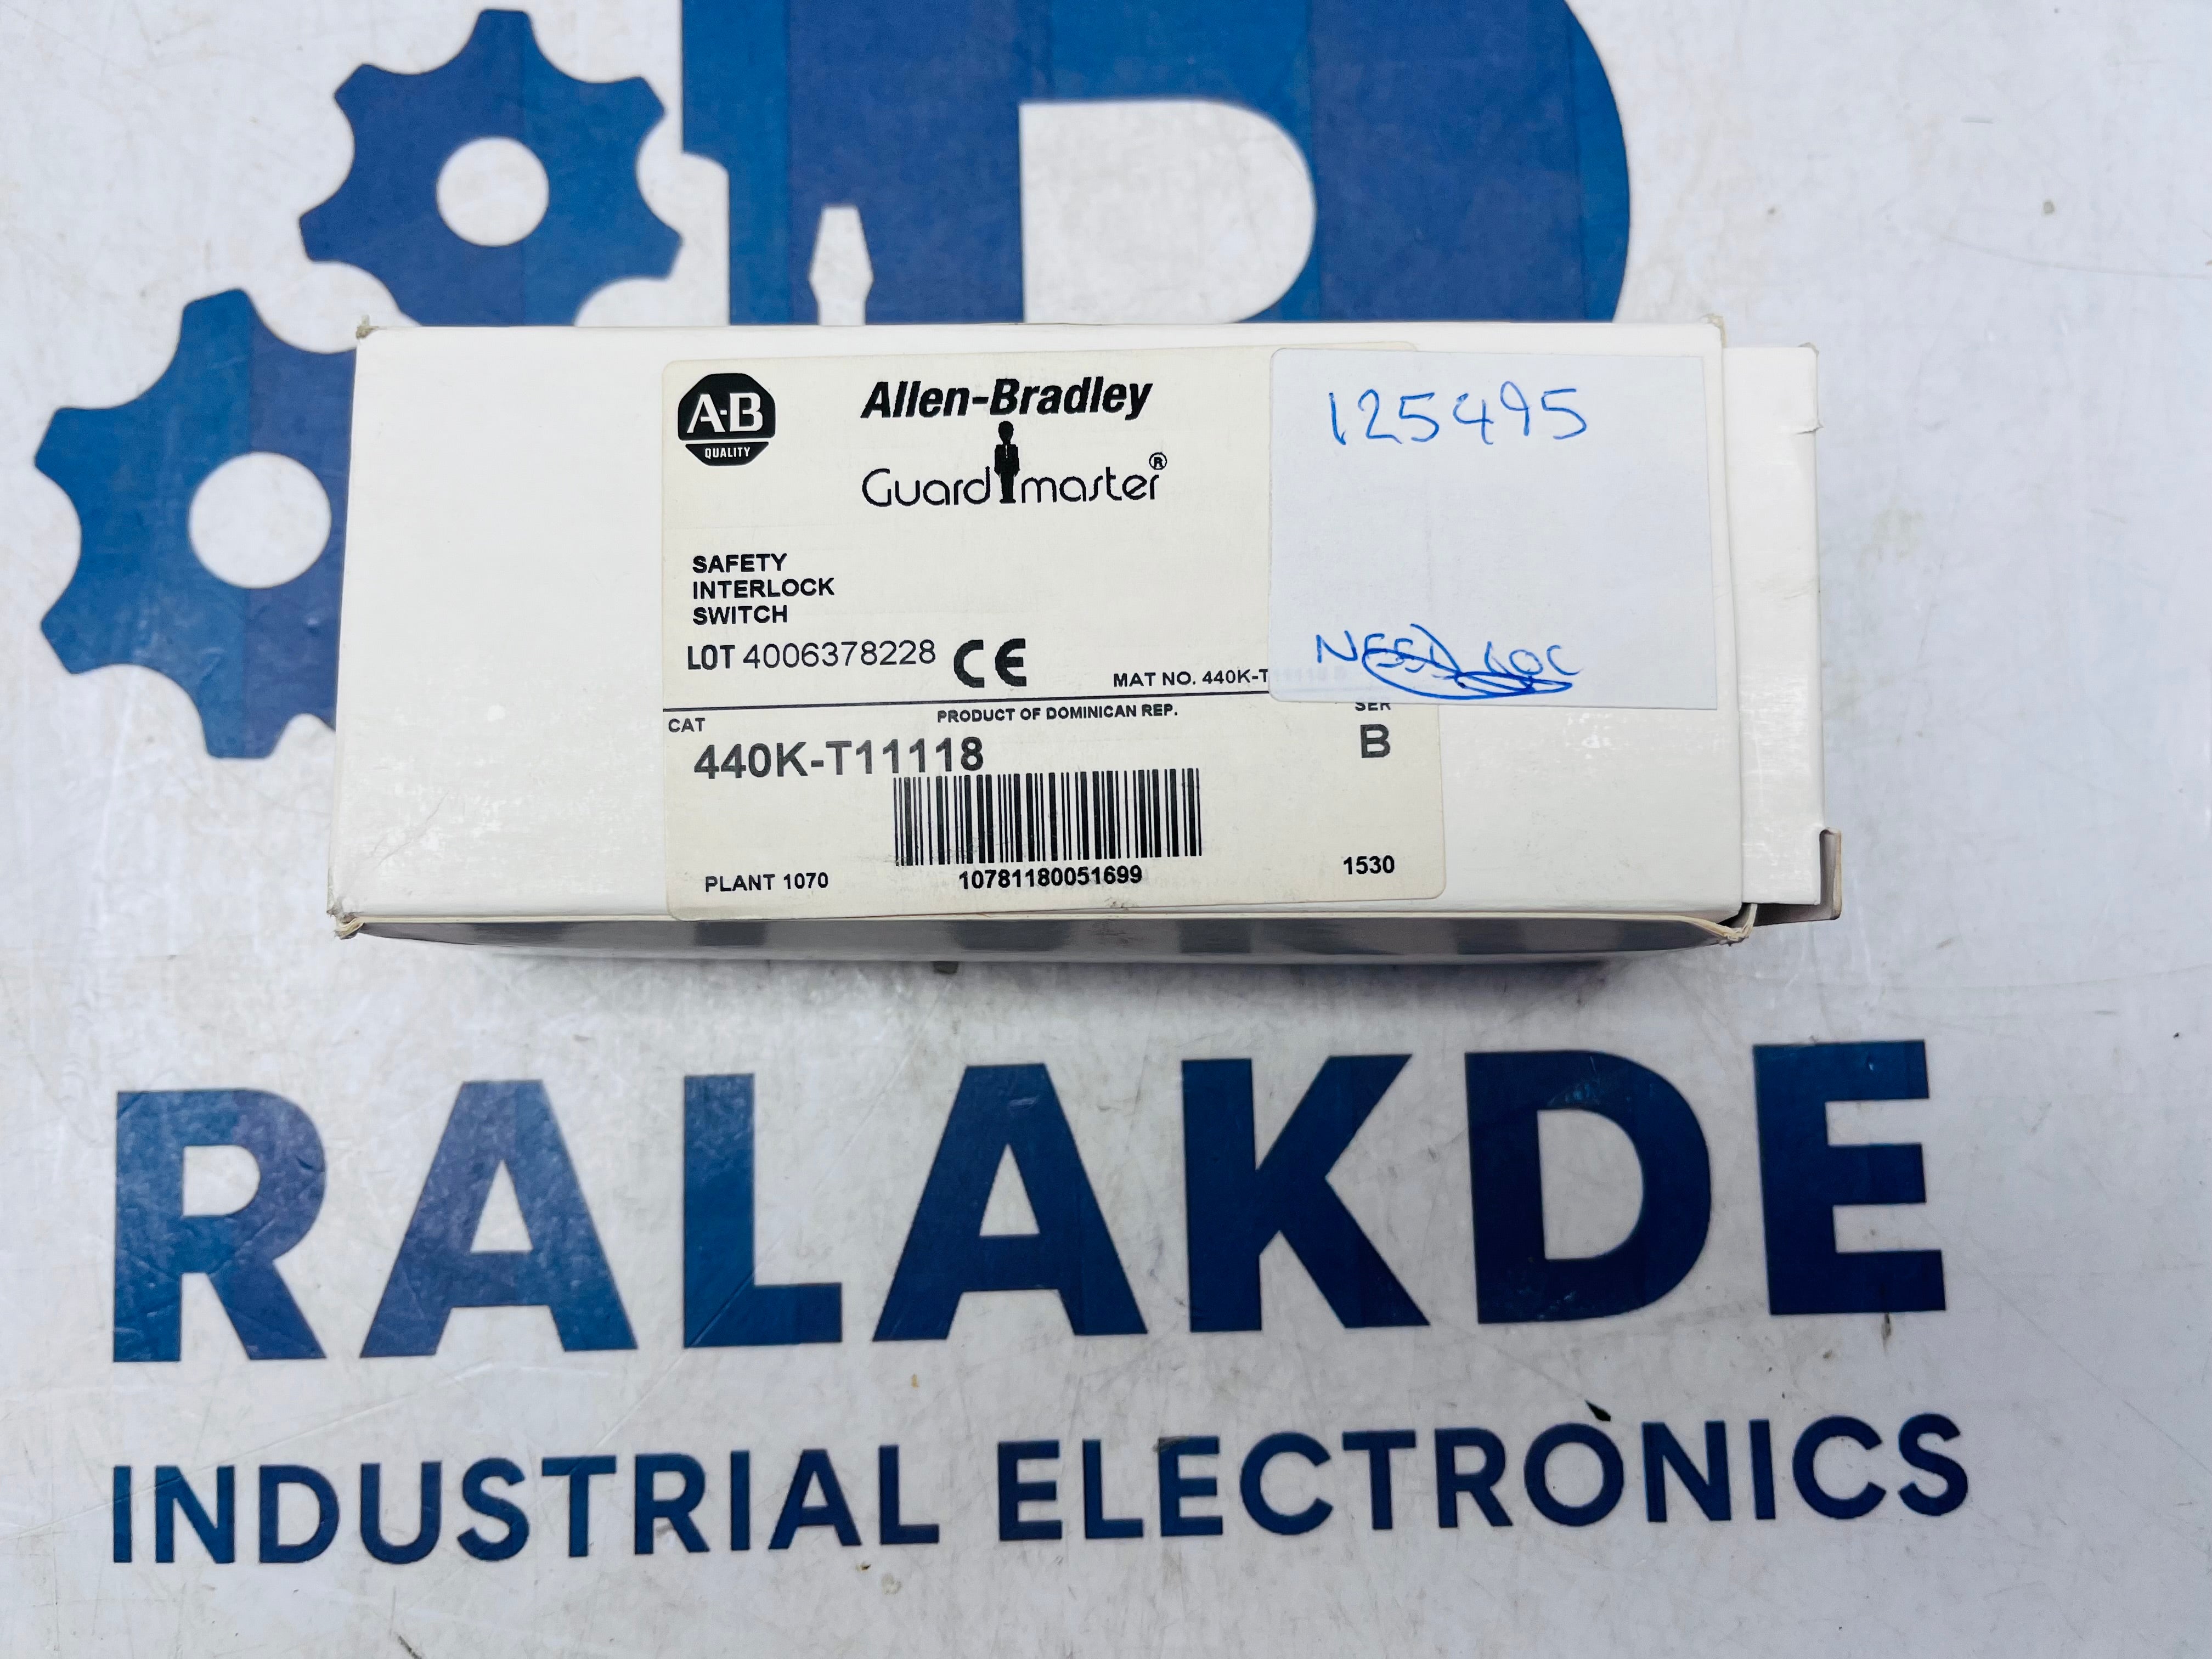 A-B
QUALITY
Allen-Bradley
Guardmaster®
125495
SAFETY
INTERLOCK
SWITCH
LOT 4006378228 CE
MAT NO. 440K-T
CAT
PRODUCT OF DOMINICAN REP.
SER
440K-T11118
B
PLANT 1070
10781180051699
1530
RALAKDE
INDUSTRIAL ELECTRONICS